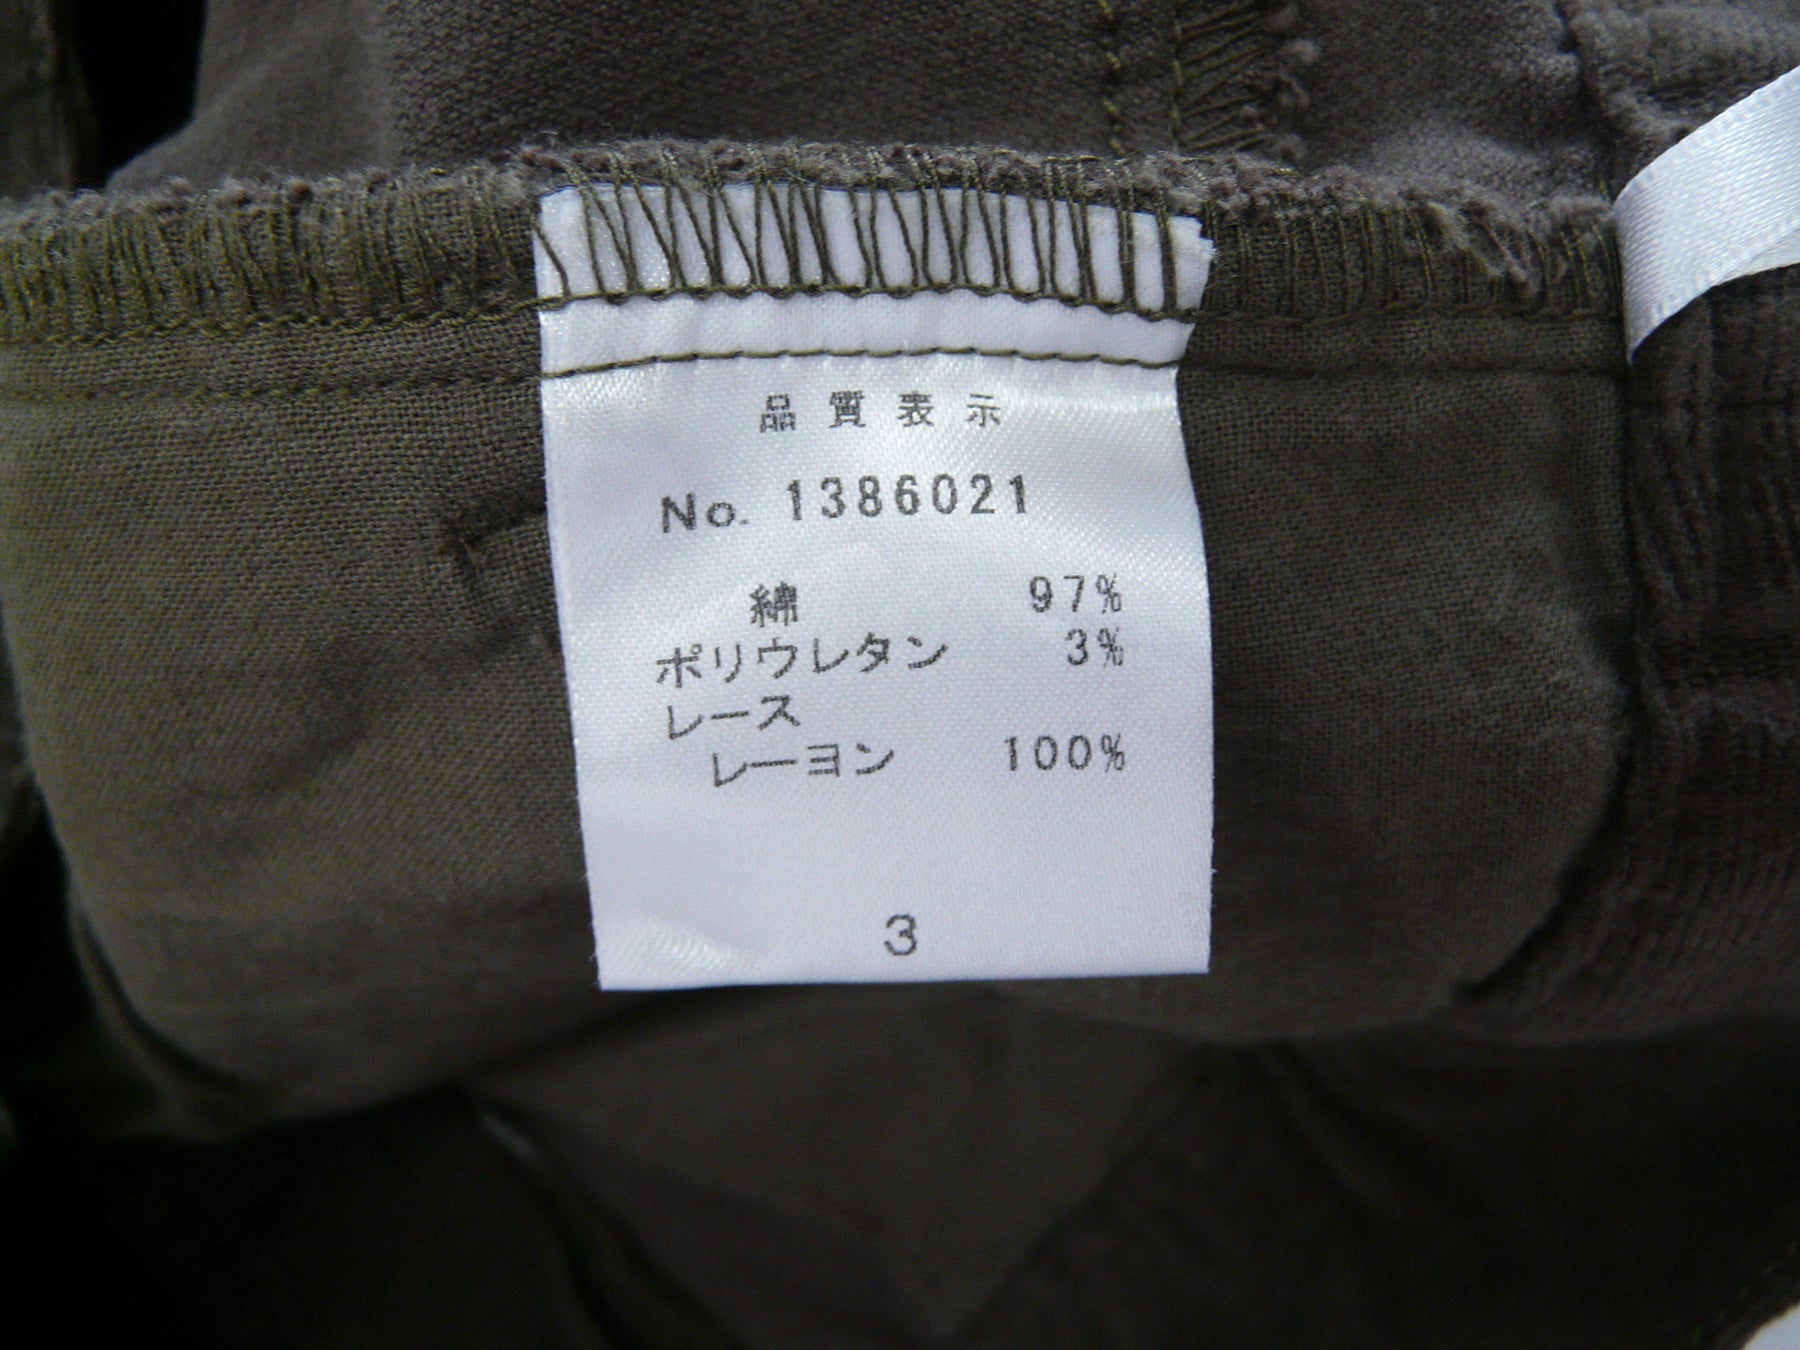 品質表示
No. 1386021
綿 97%
ポリウレタン 3%
レース
レーヨン 100%
3